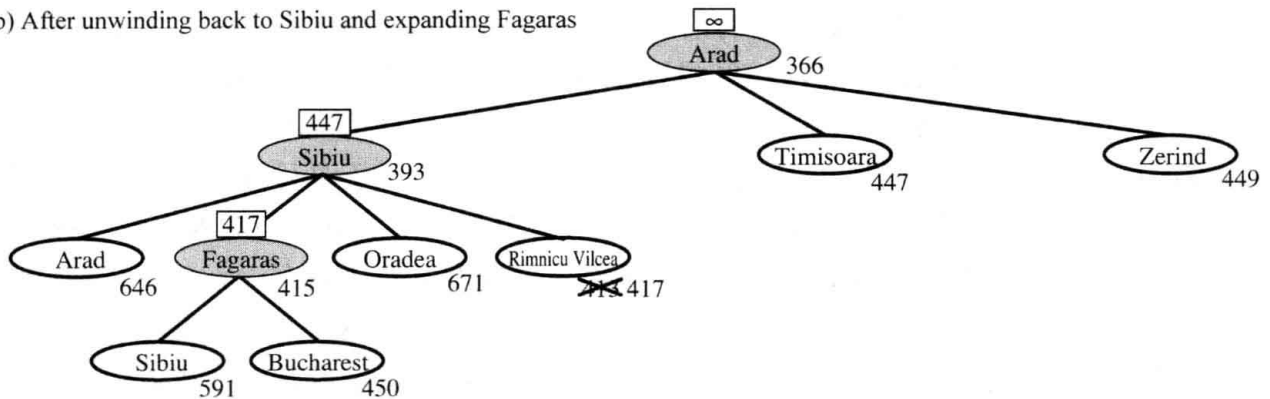 b) After unwinding back to Sibiu and expanding Fagaras
∞
Arad
366
447
Sibiu
393
Timisoara
447
Zerind
449
Arad
646
417
Fagaras
415
Oradea
671
Rimnicu Vilcea
413 417
Sibiu
591
Bucharest
450